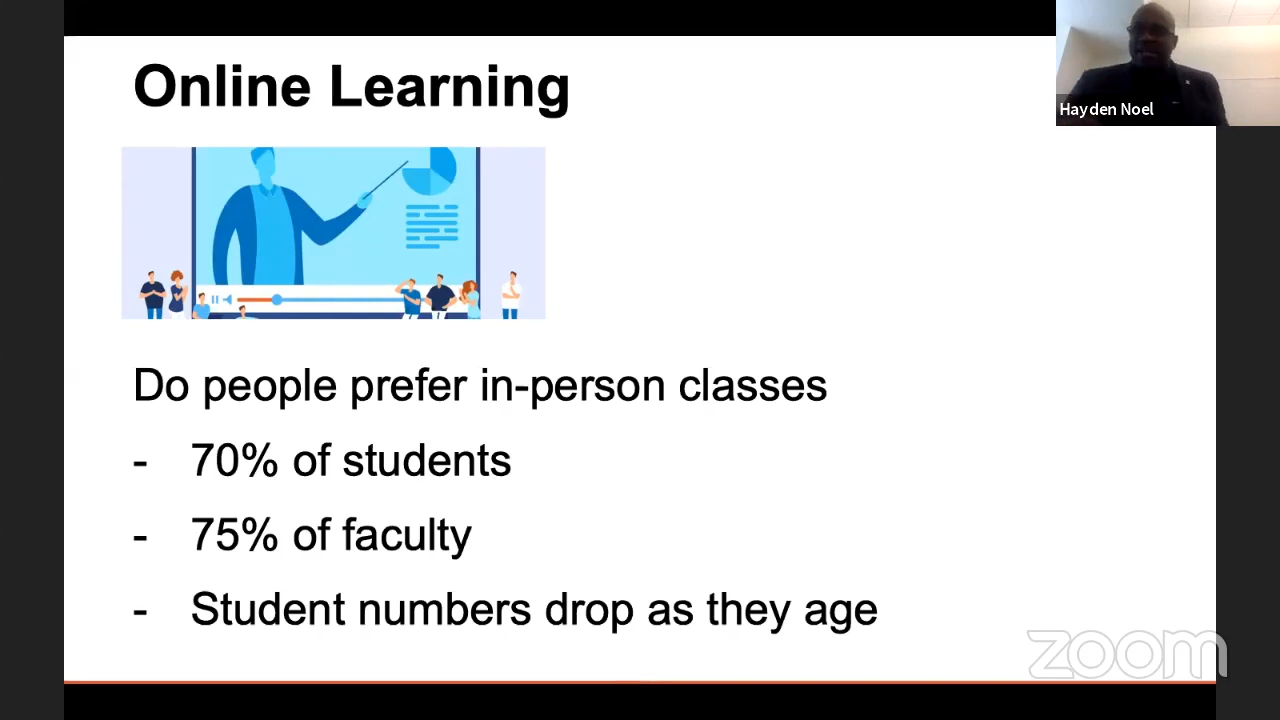 Online Learning
Hayden Noel
Do people prefer in-person classes
- 70% of students
- 75% of faculty
- Student numbers drop as they age
zoom